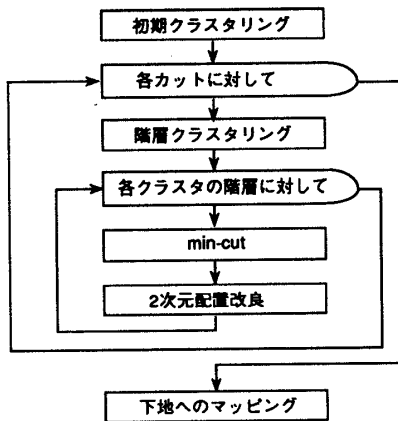 初期クラスタリング
各カットに対して
階層クラスタリング
各クラスタの階層に対して
min-cut
2次元配置改良
下地へのマッピング